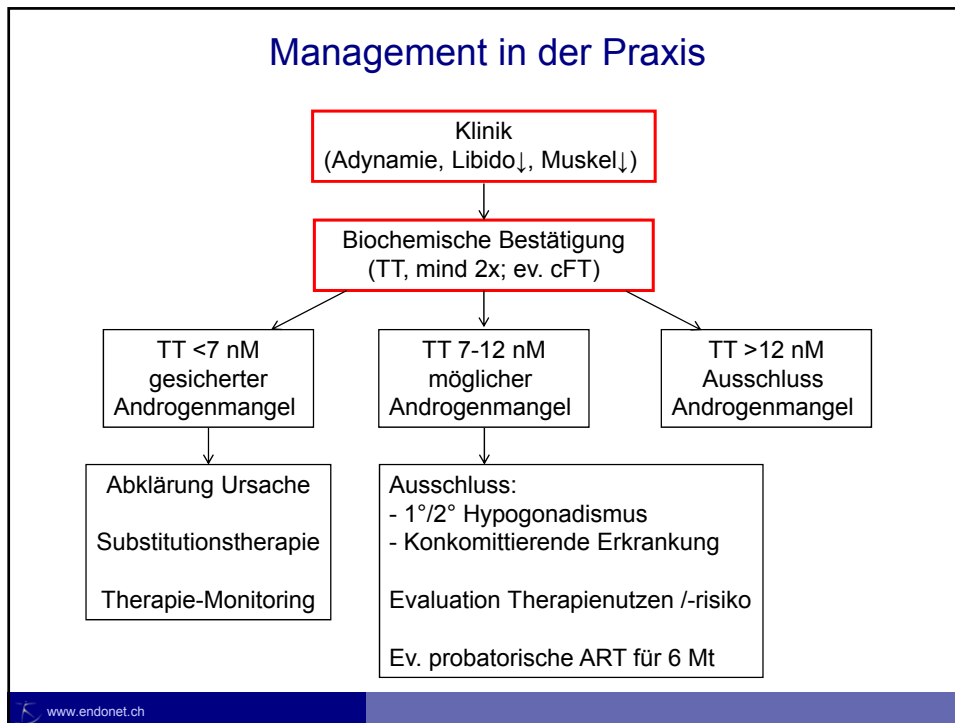 Management in der Praxis
Klinik
(Adynamie, Libido↓, Muskel↓)
Biochemische Bestätigung
(TT, mind 2x; ev. cFT)
TT <7 nM
gesicherter
Androgenmangel
TT 7-12 nM
möglicher
Androgenmangel
TT >12 nM
Ausschluss
Androgenmangel
Abklärung Ursache
Substitutionstherapie
Therapie-Monitoring
Ausschluss:
- 1°/2° Hypogonadismus
- Konkomittierende Erkrankung
Evaluation Therapienutzen /-risiko
Ev. probatorische ART für 6 Mt
www.endonet.ch